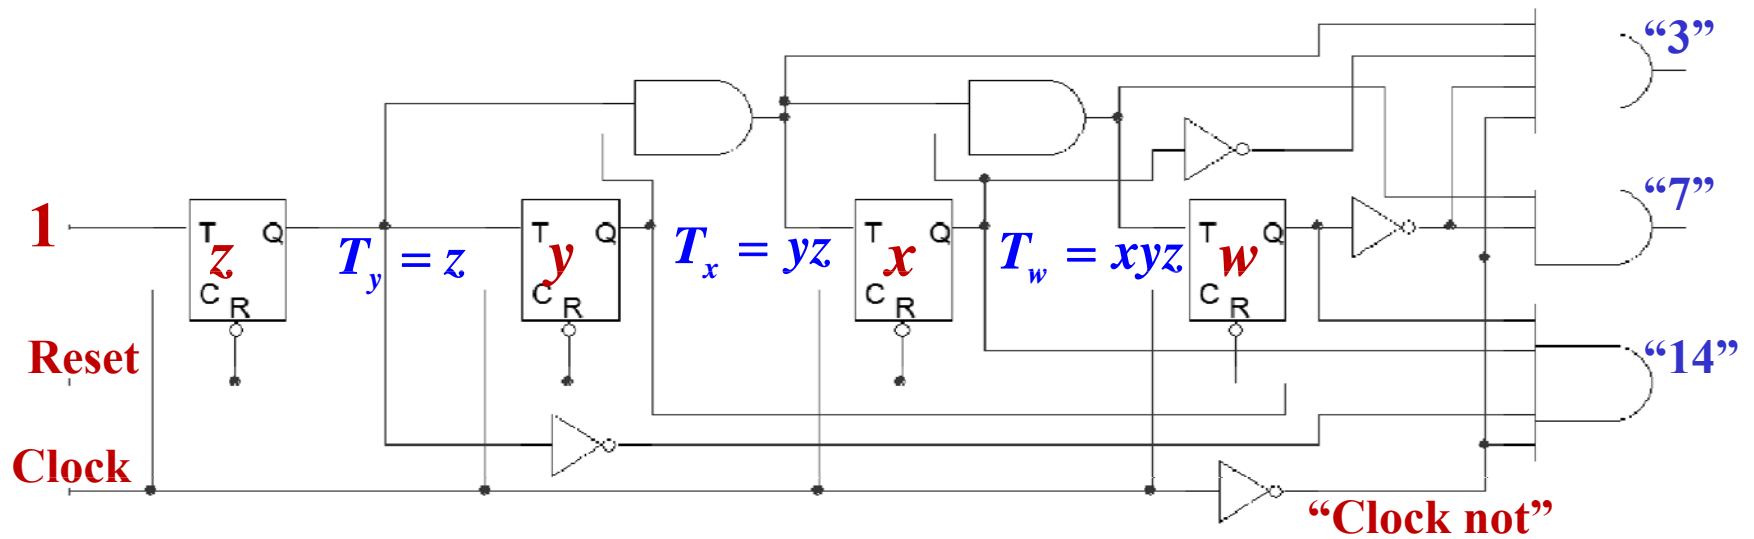 “3”
“7”
1
T Q
z
C
R
T_y = z
T Q
y
C
R
T_x = yz
T Q
x
C
R
T_w = xyz
T Q
w
C
R
Reset
“14”
Clock
“Clock not”